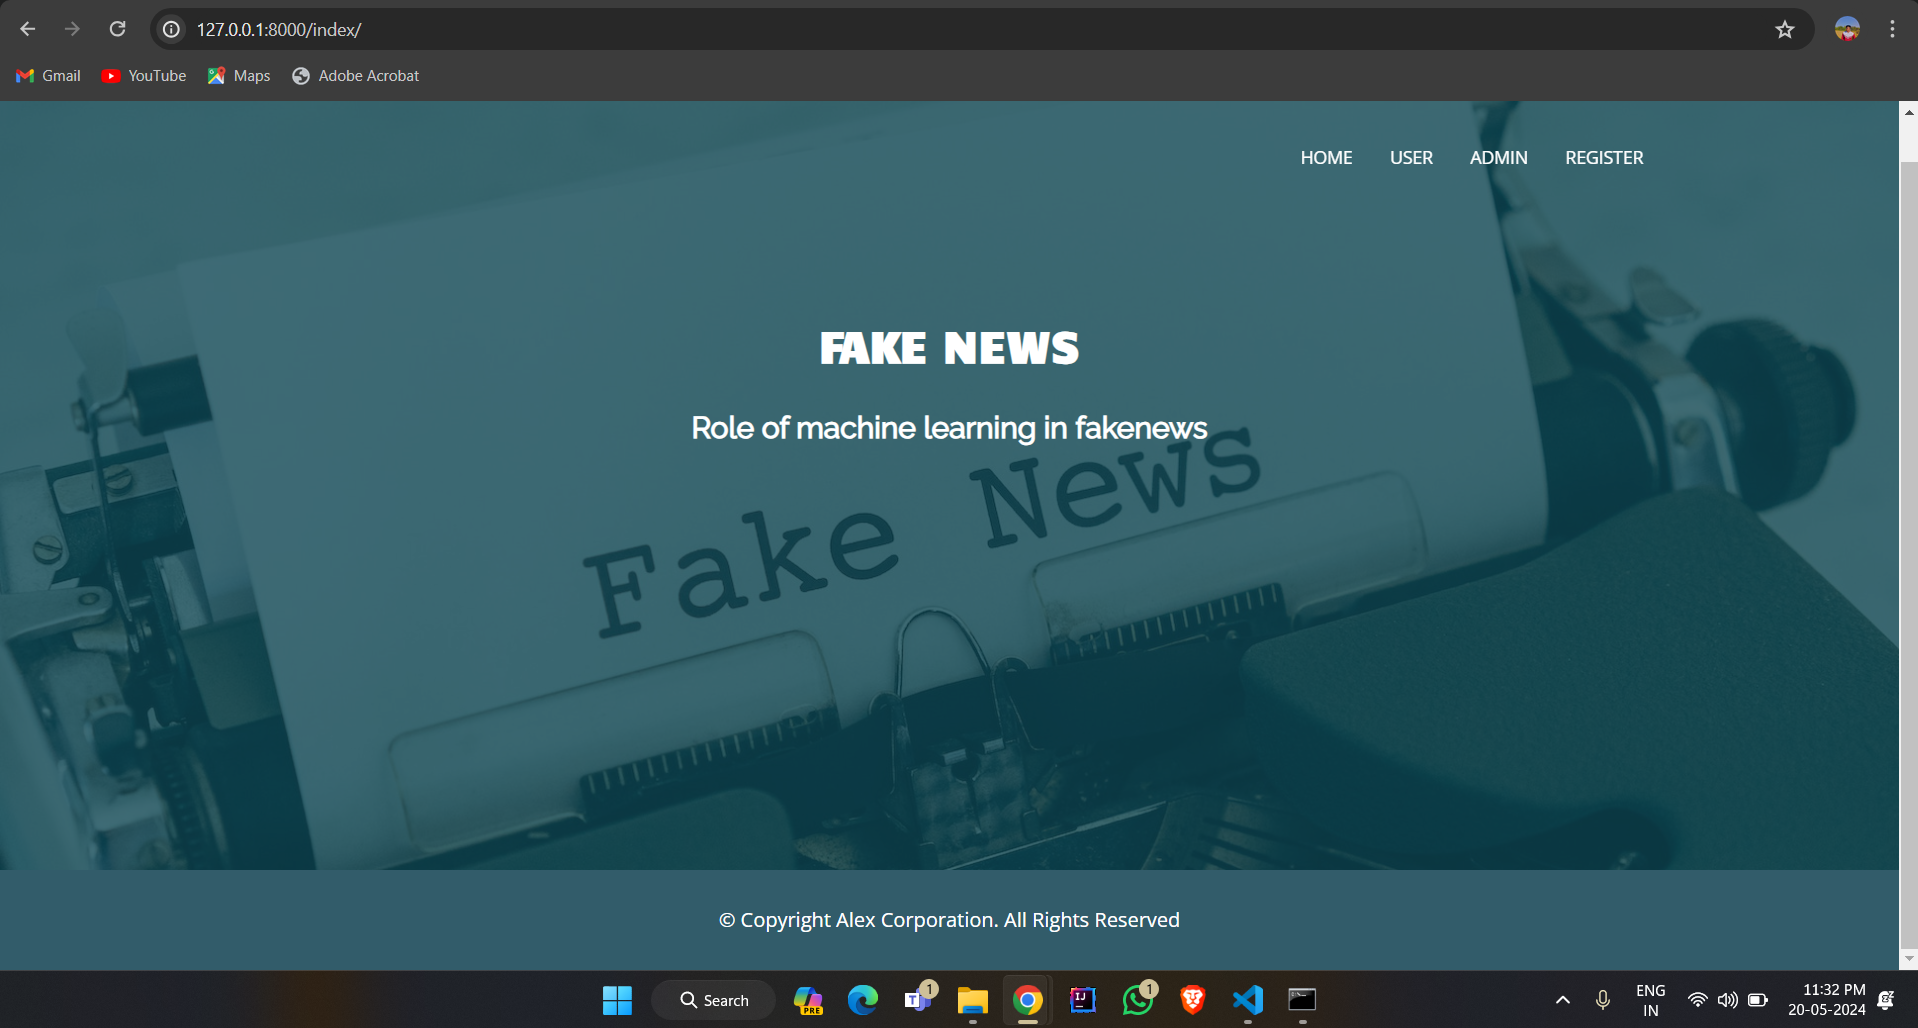 127.0.0.1:8000/index/
Gmail YouTube Maps Adobe Acrobat
HOME USER ADMIN REGISTER
FAKE NEWS
Role of machine learning in fakenews
Fake News
© Copyright Alex Corporation. All Rights Reserved
Search
PRE
T 1
IJ
1
ENG
IN
11:32 PM
20-05-2024